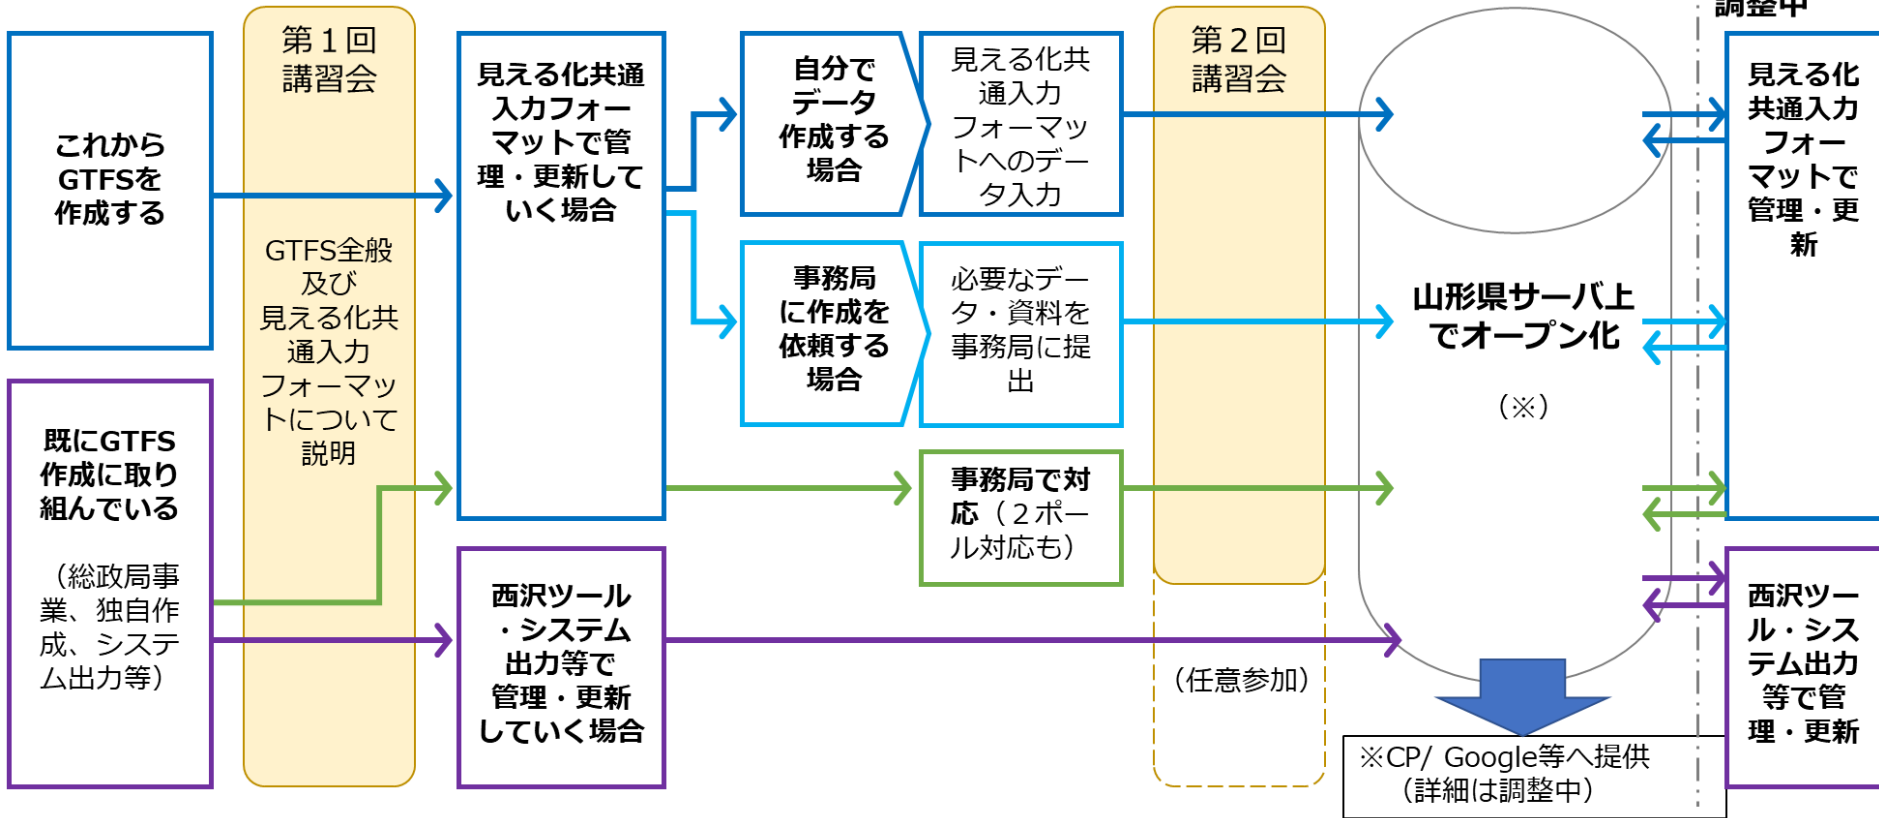 これから
GTFSを
作成する
既にGTFS
作成に取り
組んでいる
（総政局事
業、独自作
成、システ
ム出力等）
第１回
講習会
GTFS全般
及び
見える化共
通入力
フォーマッ
トについて
説明
見える化共通
入力フォー
マットで管
理・更新して
いく場合
西沢ツール
・システム
出力等で
管理・更新
していく場合
自分で
データ
作成する
場合
見える化共
通入力
フォーマッ
トへのデー
タ入力
事務局
に作成を
依頼する
場合
必要なデー
タ・資料を
事務局に提
出
事務局で対
応（２ポー
ル対応も）
第２回
講習会
（任意参加）
山形県サーバ上
でオープン化
（※）
※CP/ Google等へ提供
（詳細は調整中）
調整中
見える化
共通入力
フォー
マットで
管理・更
新
西沢ツー
ル・シス
テム出力
等で管
理・更新